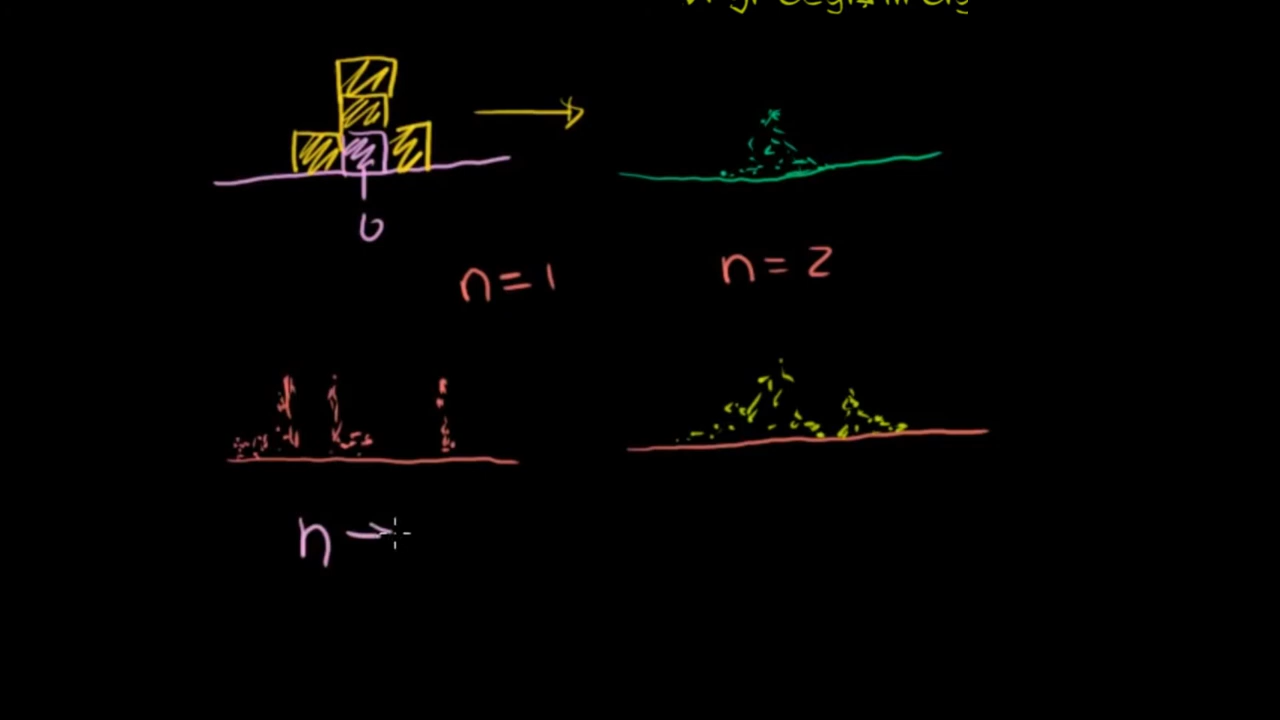 0
n = 1
n = 2
n →